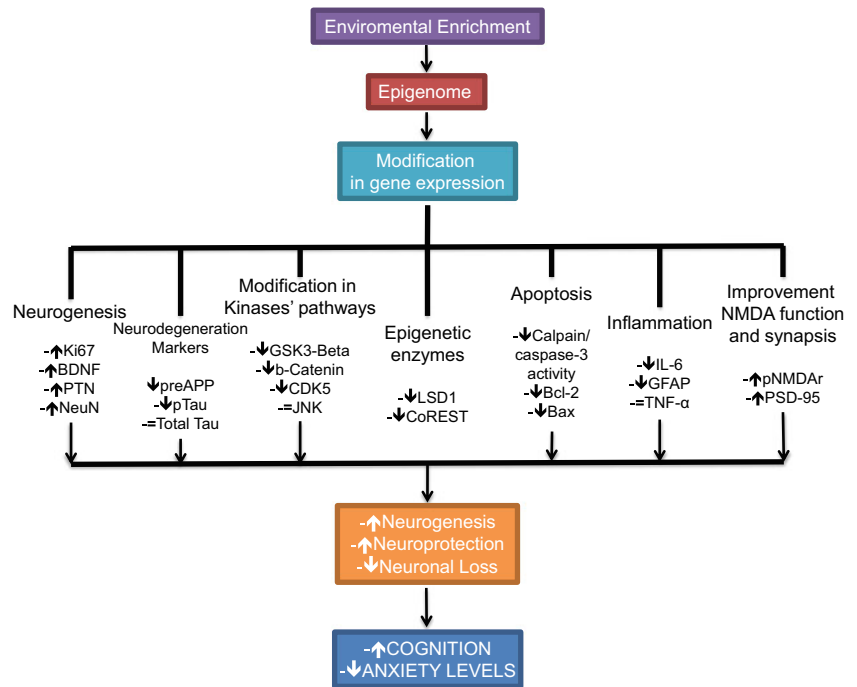 Enviromental Enrichment
Epigenome
Modification
in gene expression
Neurogenesis
-↑Ki67
-↑BDNF
-↑PTN
-↑NeuN
Neurodegeneration
Markers
↓preAPP
-↓pTau
-=Total Tau
Modification in
Kinases' pathways
-↓GSK3-Beta
-↓b-Catenin
-↓CDK5
-=JNK
Epigenetic
enzymes
-↓LSD1
-↓CoREST
Apoptosis
-↓Calpain/
caspase-3
activity
-↓Bcl-2
-↓Bax
Inflammation
-↓IL-6
-↓GFAP
-=TNF-α
Improvement
NMDA function
and synapsis
-↑pNMDAr
-↑PSD-95
-↑Neurogenesis
-↑Neuroprotection
-↓Neuronal Loss
-↑COGNITION
-↓ANXIETY LEVELS